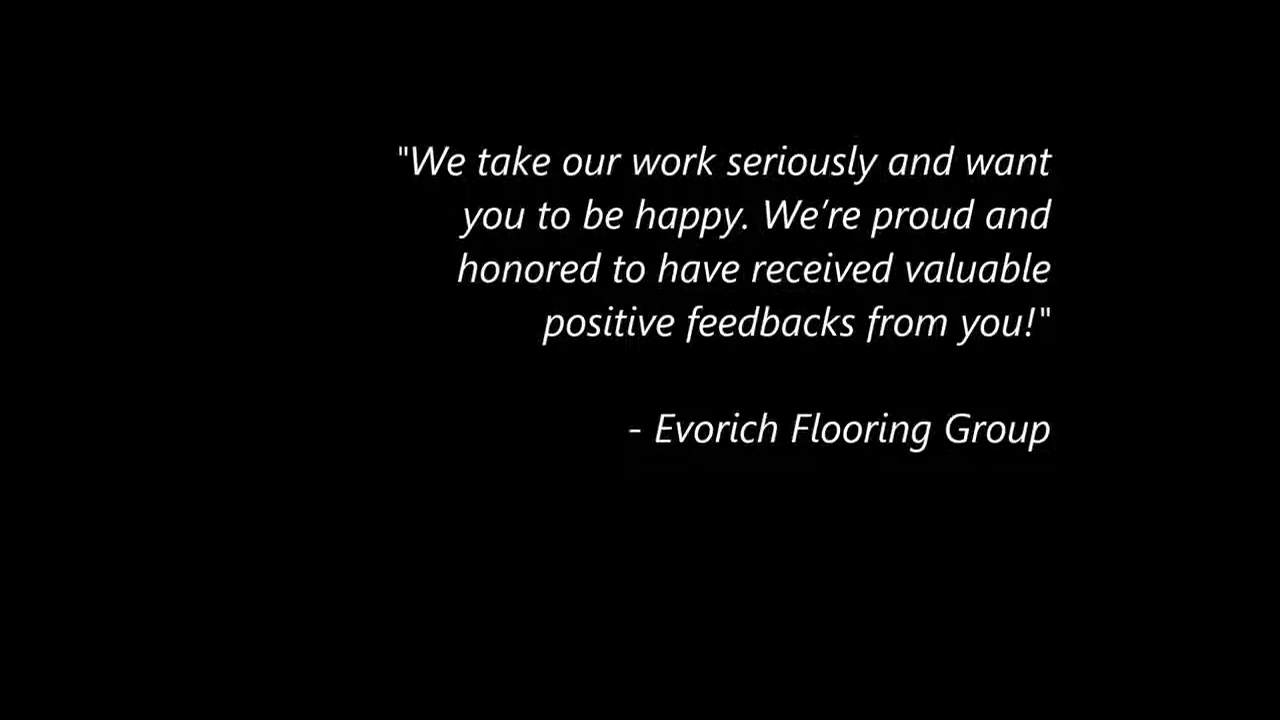 "We take our work seriously and want
you to be happy. We're proud and
honored to have received valuable
positive feedbacks from you!"
- Evorich Flooring Group